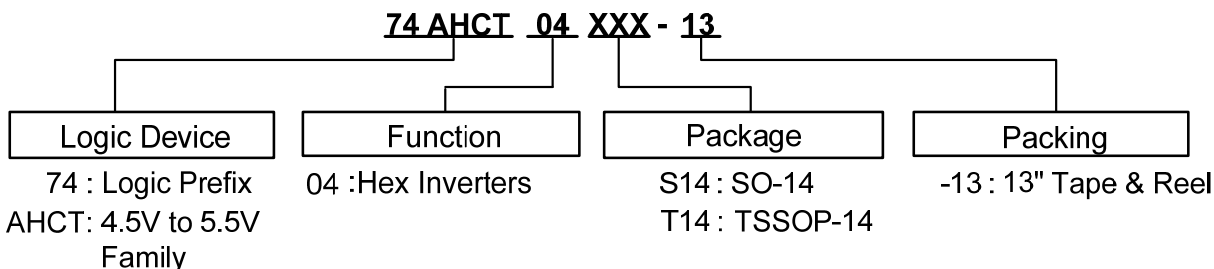 74 AHCT 04 XXX - 13
Logic Device
74 : Logic Prefix
AHCT: 4.5V to 5.5V
Family
Function
04 :Hex Inverters
Package
S14 : SO-14
T14 : TSSOP-14
Packing
-13 : 13" Tape & Reel